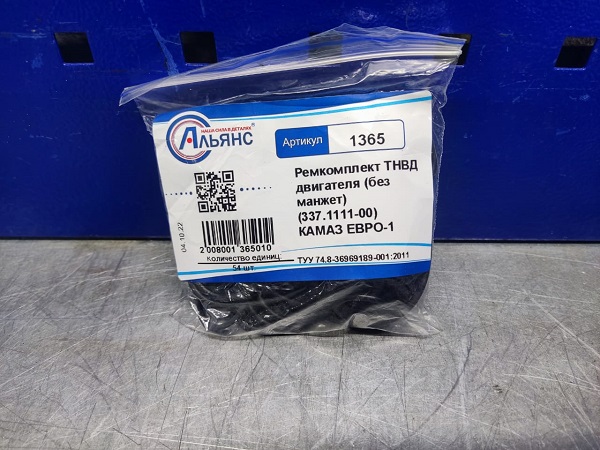 НАША СИЛА В ДЕТАЛЯХ
АЛЬЯНС®
Артикул 1365
Ремкомплект ТНВД
двигателя (без
манжет)
(337.1111-00)
КАМАЗ ЕВРО-1
04.10.22
2 008001 365010
Количество единиц:
54 шт.
ТУУ 74.8-36969189-001:2011